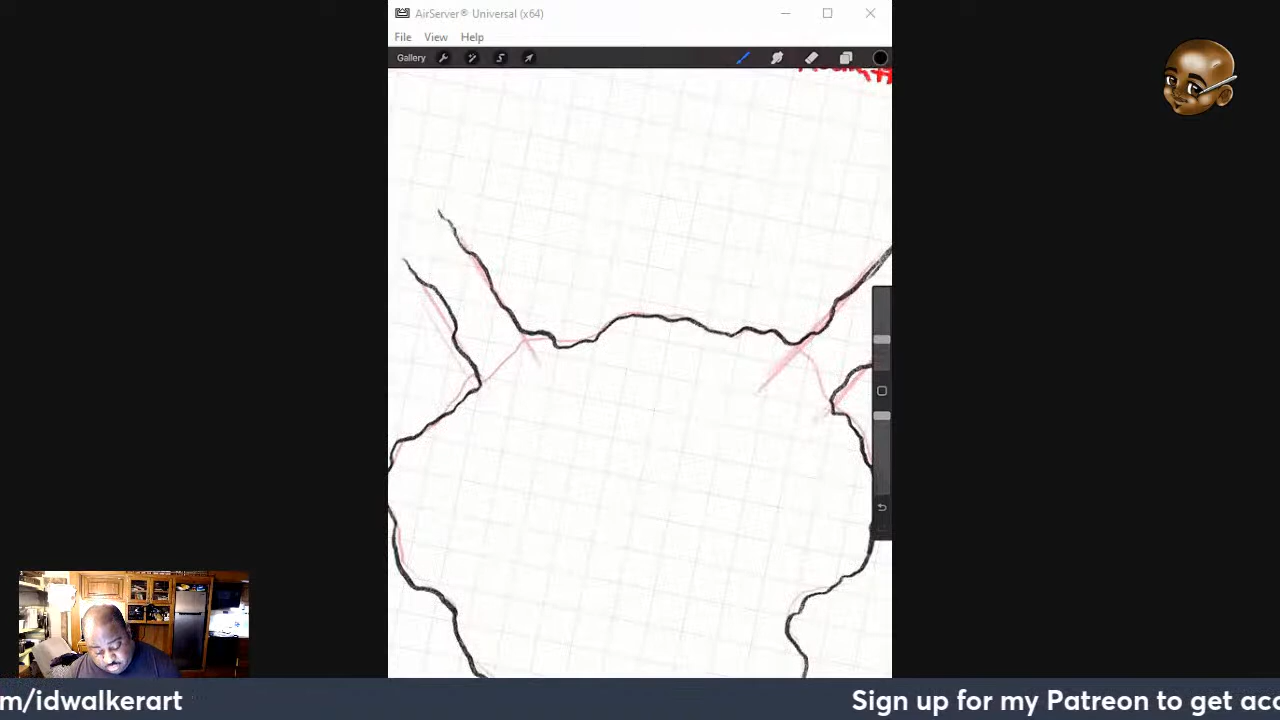 AirServer® Universal (x64)
File View Help
Gallery
m/idwalkerart
Sign up for my Patreon to get acc